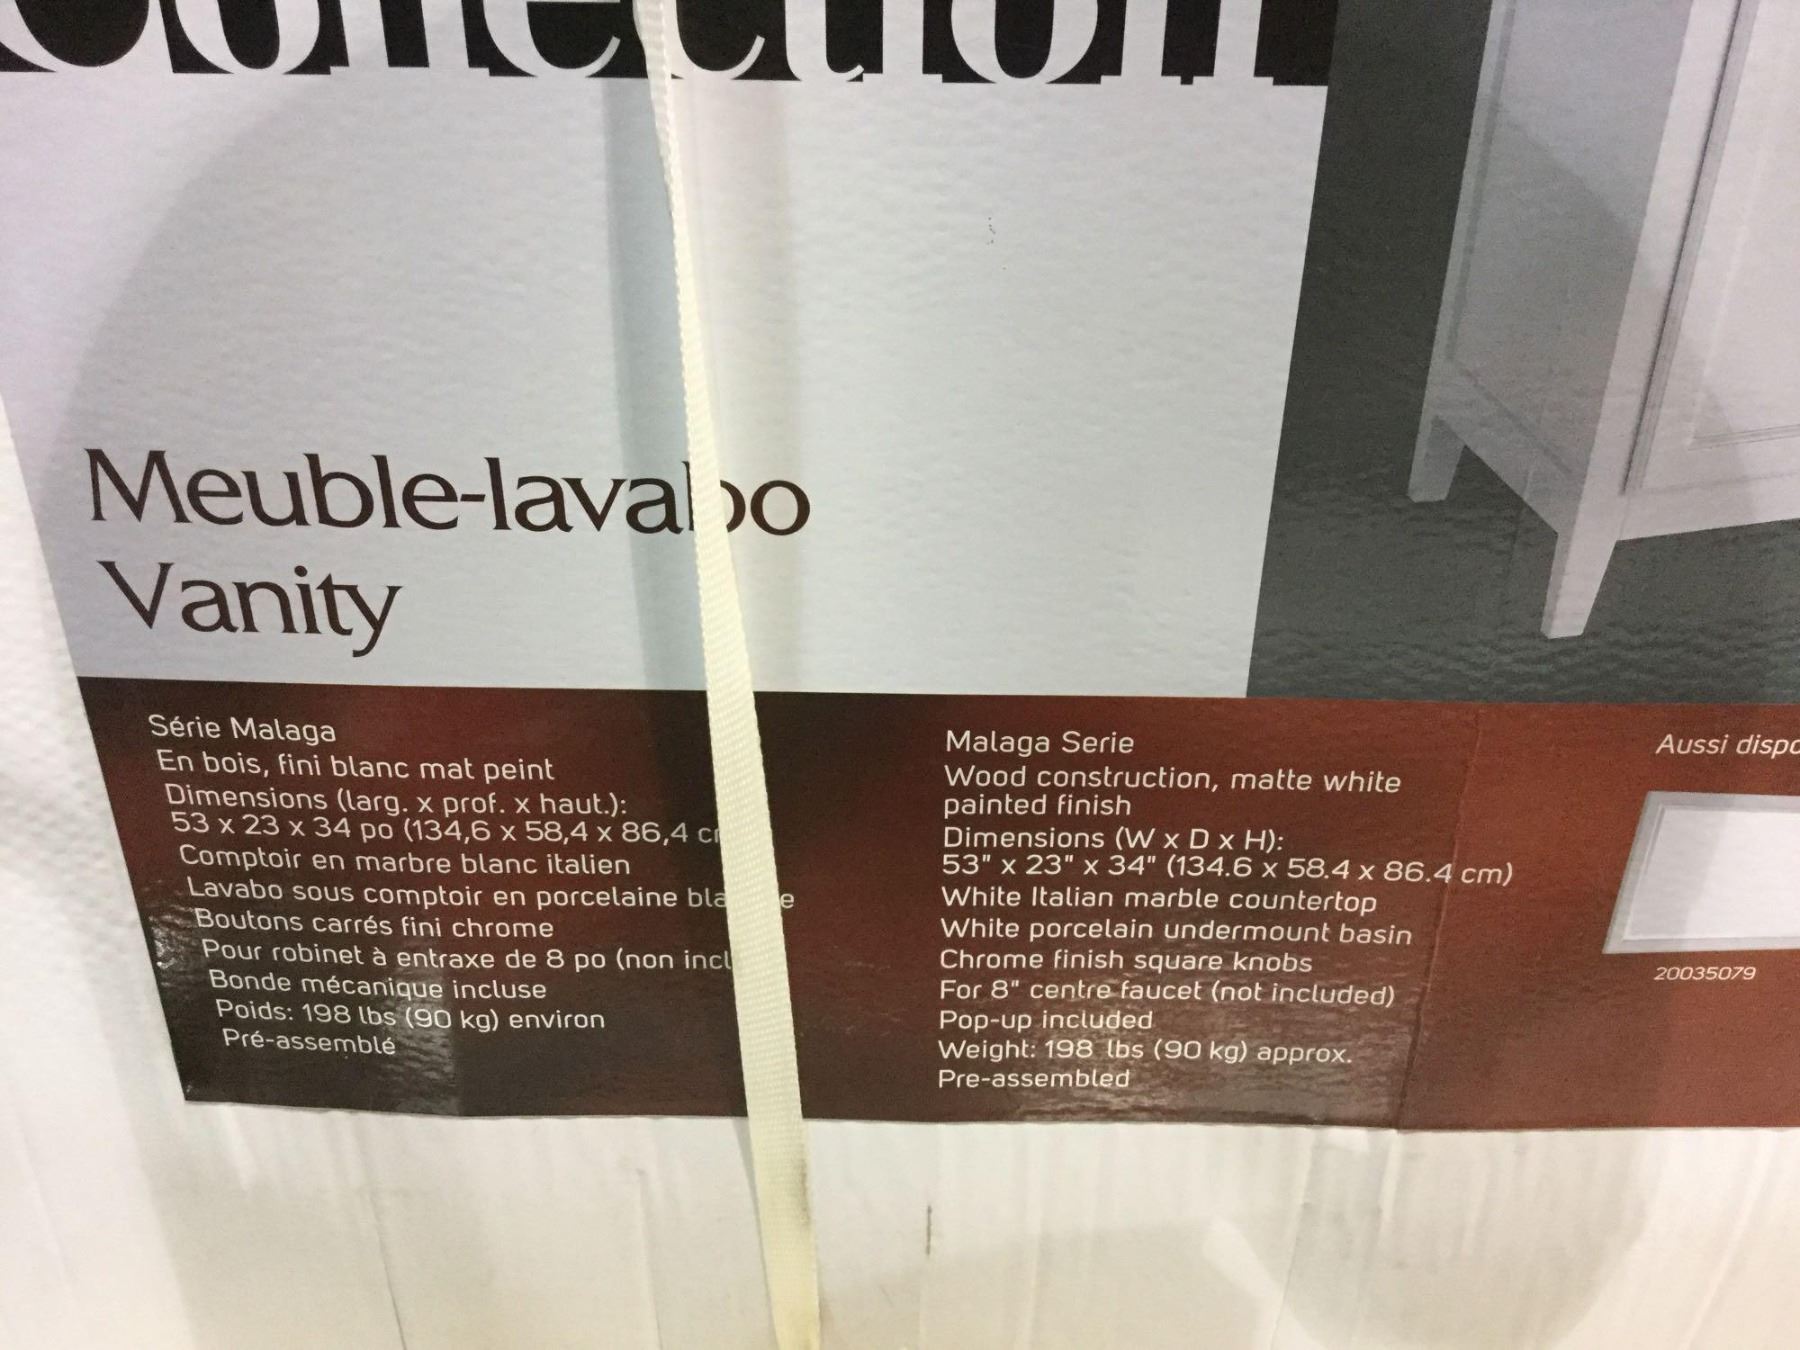 Meuble-lavabo
Vanity
Série Malaga
En bois, fini blanc mat peint
Dimensions (larg. x prof. x haut.):
53 x 23 x 34 po (134,6 x 58,4 x 86,4
Comptoir en marbre blanc italien
Lavabo sous comptoir en porcelaine
Boutons carrés fini chrome
Pour robinet à entraxe de 8 po (non
Bonde mécanique incluse
Poids: 198 lbs (90 kg) environ
Pré-assemblé
Malaga Serie
Wood construction, matte white
painted finish
Dimensions (W x D x H):
53" x 23" x 34" (134.6 x 58.4 x 86.4 cm)
White Italian marble countertop
White porcelain undermount basin
Chrome finish square knobs
For 8" centre faucet (not included)
Pop-up included
Weight: 198 lbs (90 kg) approx.
Pre-assembled
Aussi
20035079